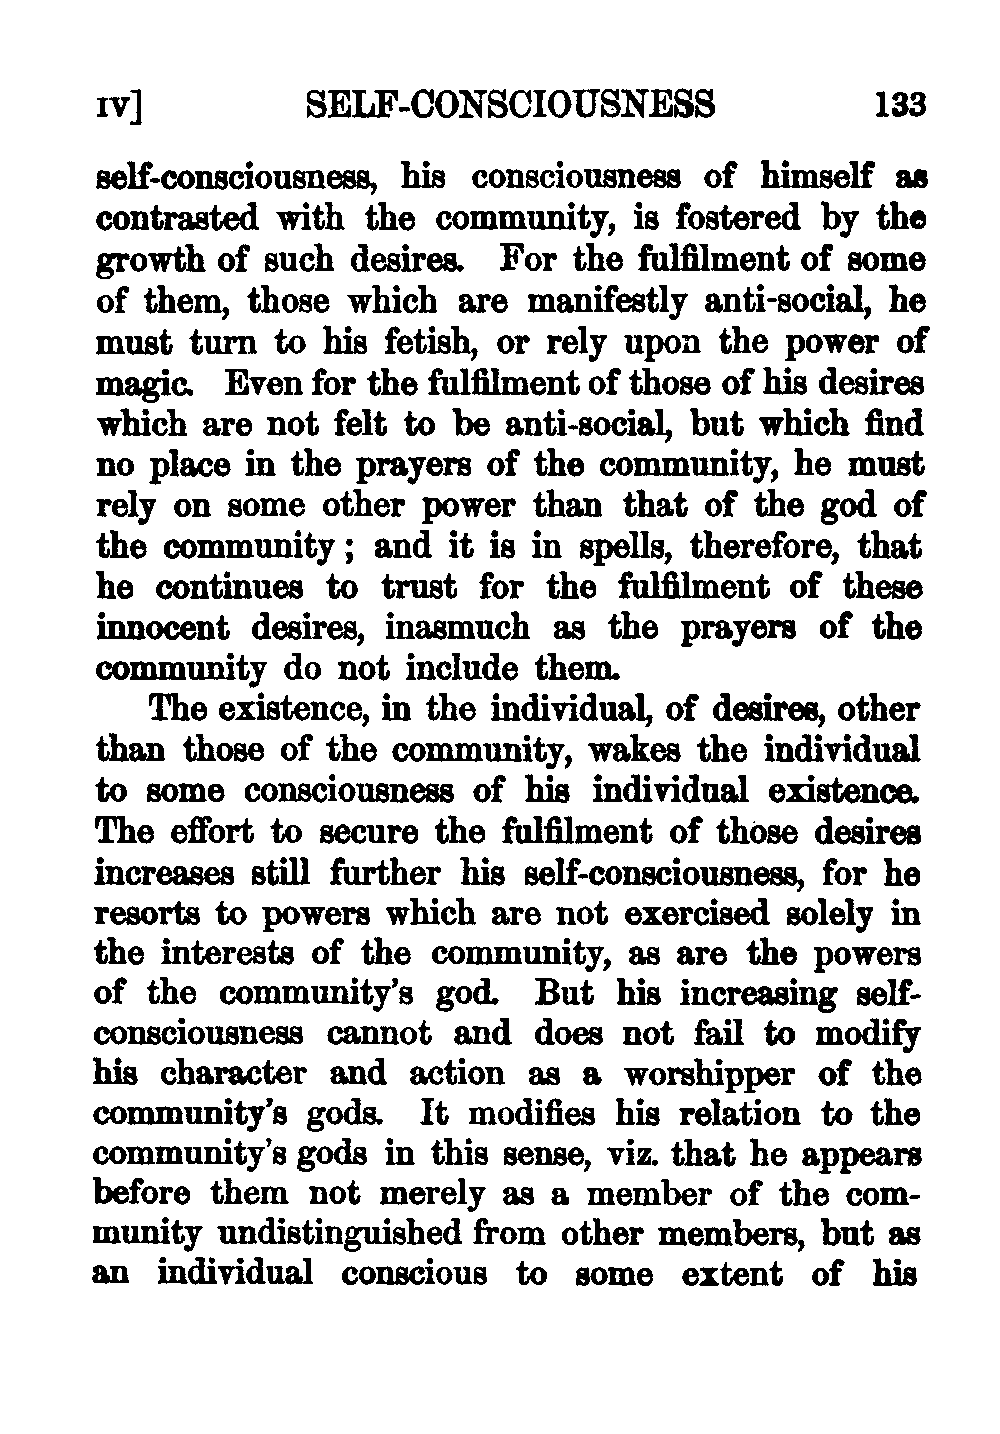 IV] SELF-CONSCIOUSNESS 133
self-consciousness, his consciousness of himself as
contrasted with the community, is fostered by the
growth of such desires. For the fulfilment of some
of them, those which are manifestly anti-social, he
must turn to his fetish, or rely upon the power of
magic. Even for the fulfilment of those of his desires
which are not felt to be anti-social, but which find
no place in the prayers of the community, he must
rely on some other power than that of the god of
the community; and it is in spells, therefore, that
he continues to trust for the fulfilment of these
innocent desires, inasmuch as the prayers of the
community do not include them.
The existence, in the individual, of desires, other
than those of the community, wakes the individual
to some consciousness of his individual existence.
The effort to secure the fulfilment of those desires
increases still further his self-consciousness, for he
resorts to powers which are not exercised solely in
the interests of the community, as are the powers
of the community's god. But his increasing self-
consciousness cannot and does not fail to modify
his character and action as a worshipper of the
community's gods. It modifies his relation to the
community's gods in this sense, viz. that he appears
before them not merely as a member of the com-
munity undistinguished from other members, but as
an individual conscious to some extent of his